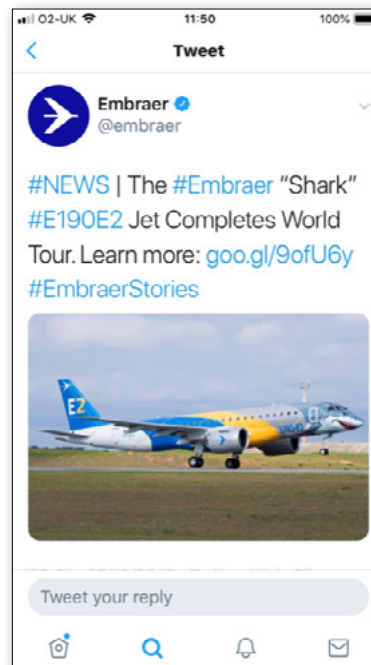 O2-UK 11:50 100%
Tweet
Embraer
@embraer
#NEWS | The #Embraer “Shark”
#E190E2 Jet Completes World
Tour. Learn more: goo.gl/9ofU6y
#EmbraerStories
E2
Tweet your reply